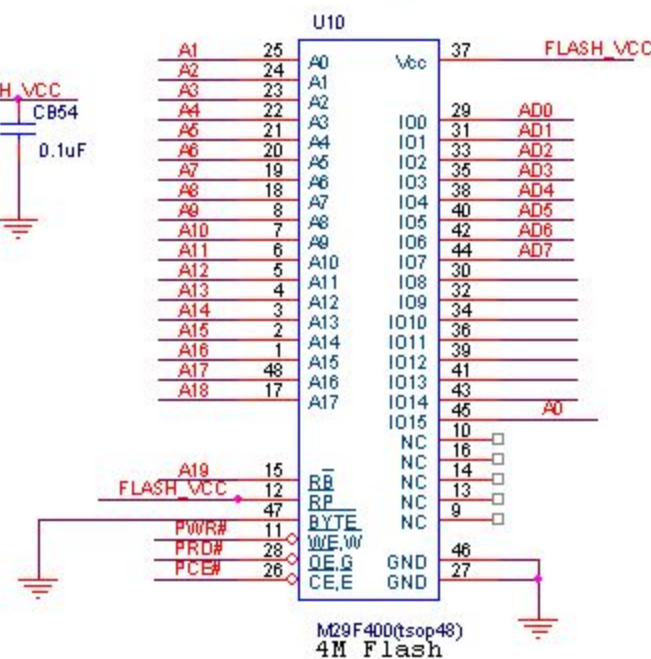 U10
A1 25 A0 Vcc 37 FLASH_VCC
A2 24 A1
H_VCC A3 23 A2
CB54 A4 22 A3 IO0 29 AD0
A5 21 A4 IO1 31 AD1
0.1uF A6 20 A5 IO2 33 AD2
A7 19 A6 IO3 35 AD3
A8 18 A7 IO4 38 AD4
A9 8 A8 IO5 40 AD5
A10 7 A9 IO6 42 AD6
A11 6 A10 IO7 44 AD7
A12 5 A11 IO8 30
A13 4 A12 IO9 32
A14 3 A13 IO10 34
A15 2 A14 IO11 36
A16 1 A15 IO12 39
A17 48 A16 IO13 41
A18 17 A17 IO14 43
IO15 45 A0
NC 10
NC 16
A19 15 RB NC 14
FLASH_VCC 12 RP NC 13
47 BYTE NC 9
PWR# 11 WE,W
PRD# 28 OE,G GND 46
PCE# 26 CE,E GND 27
M29F400(tsop48)
4M Flash